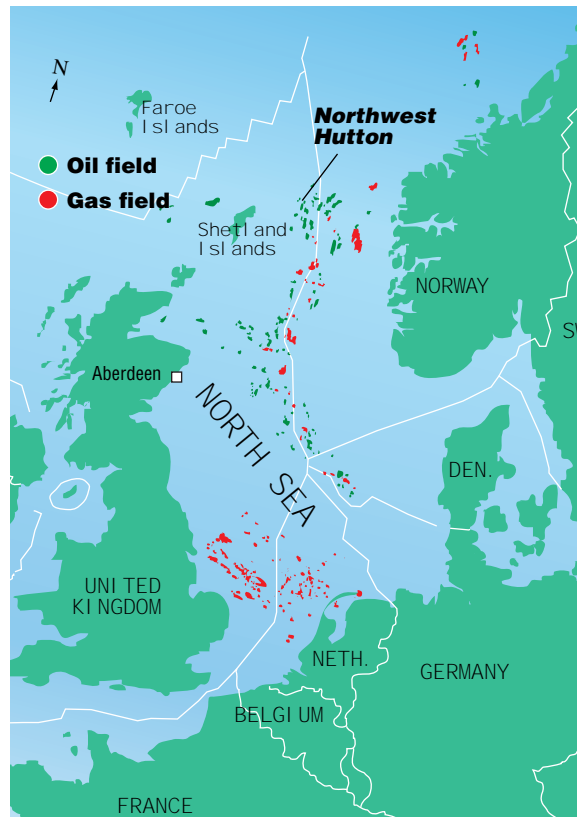 N
Faroe
Islands
Northwest
Hutton
Oil field
Gas field
Shetland
Islands
NORWAY
SW
Aberdeen
NORTH SEA
DEN.
UNITED
KINGDOM
NETH.
GERMANY
BELGIUM
FRANCE